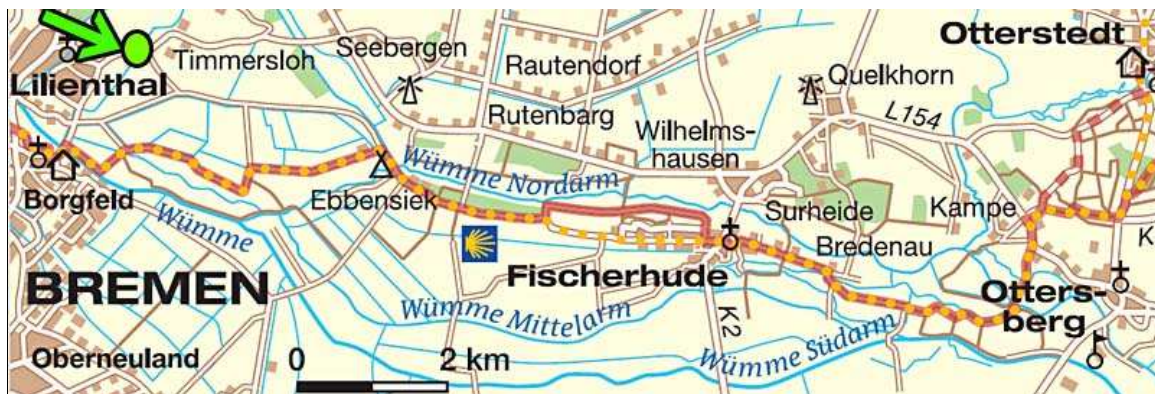 Otterstedt
Seebergen
Timmersloh
Rautendorf
Quelkhorn
Lilienthal
Rutenbarg
L154
Wilhelms-
hausen
Wümme Nordarm
Borgfeld
Ebbensiek
Surheide
Kampe
Wümme
Bredenau
K
Fischerhude
BREMEN
Otters-
berg
Wümme Mittelarm
K2
Wümme Südarm
Oberneuland
0 2 km